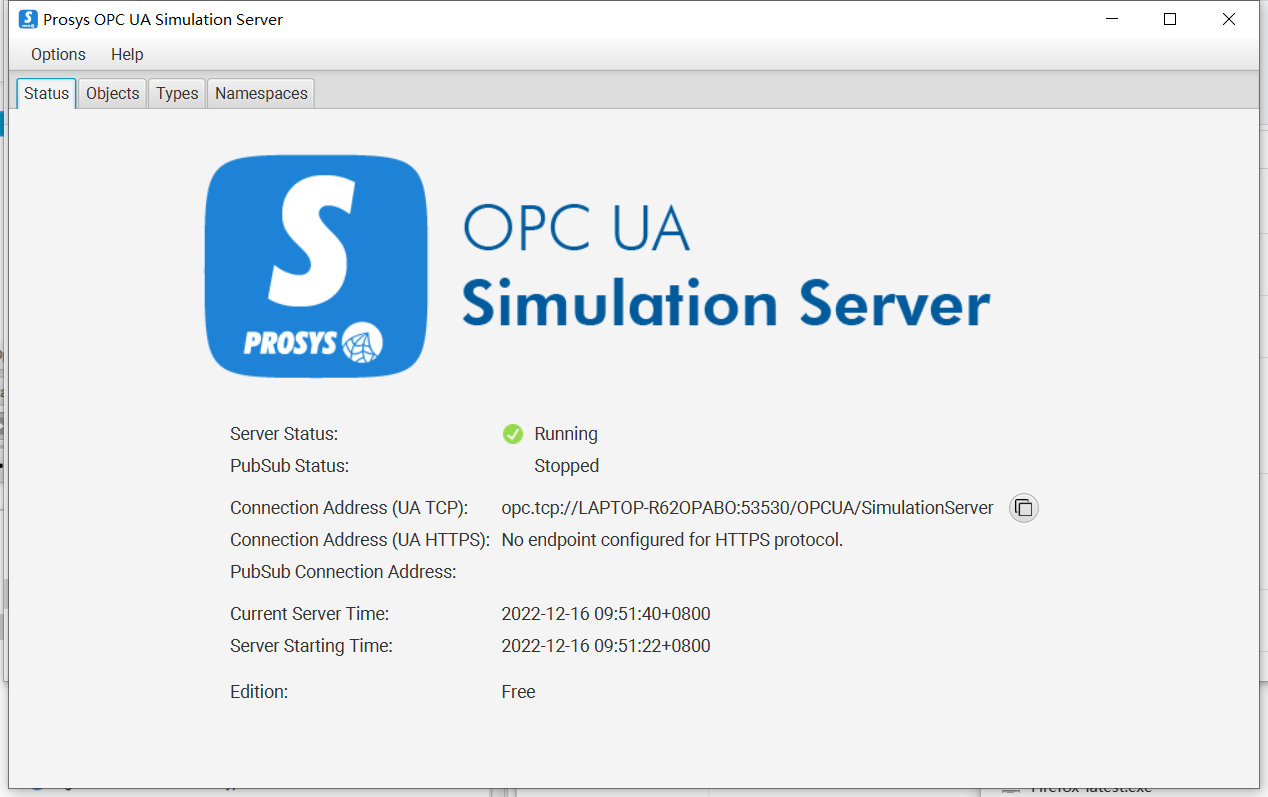 Prosys OPC UA Simulation Server
Options Help
Status Objects Types Namespaces
S
PROSYS
OPC UA
Simulation Server
Server Status: Running
PubSub Status: Stopped
Connection Address (UA TCP): opc.tcp://LAPTOP-R62OPABO:53530/OPCUA/SimulationServer
Connection Address (UA HTTPS): No endpoint configured for HTTPS protocol.
PubSub Connection Address:
Current Server Time: 2022-12-16 09:51:40+0800
Server Starting Time: 2022-12-16 09:51:22+0800
Edition: Free
Firefox-latest.exe